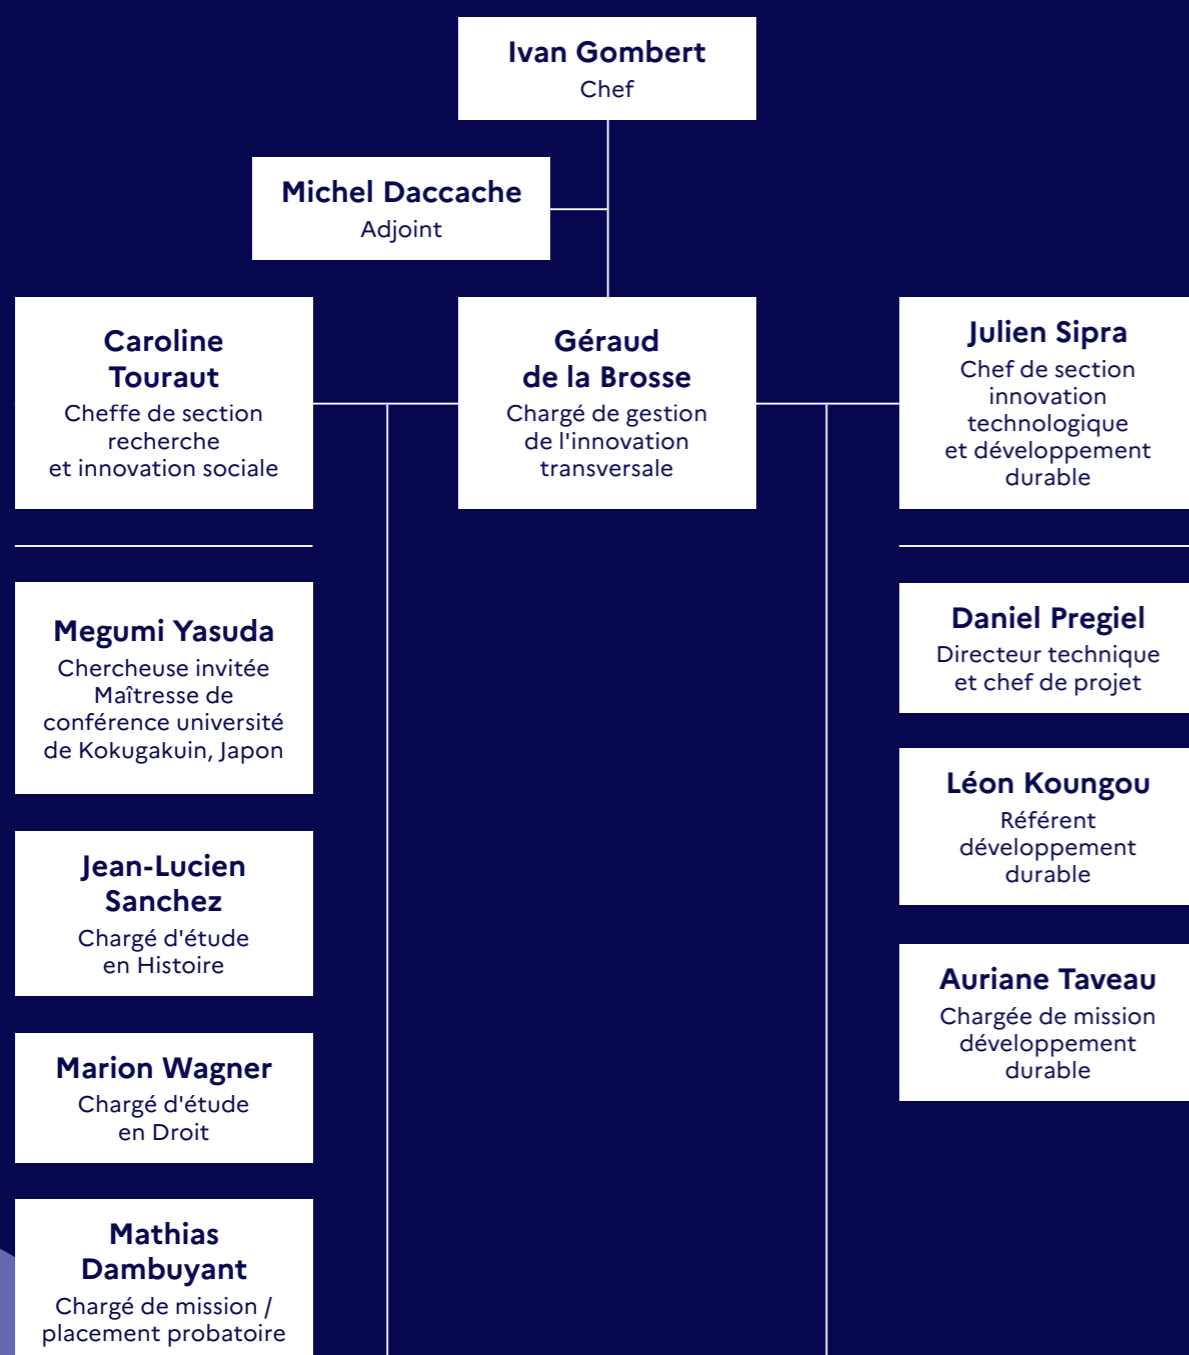 Ivan Gombert
Chef
Michel Daccache
Adjoint
Caroline
Touraut
Cheffe de section
recherche
et innovation sociale
Géraud
de la Brosse
Chargé de gestion
de l'innovation
transversale
Julien Sipra
Chef de section
innovation
technologique
et développement
durable
Megumi Yasuda
Chercheuse invitée
Maîtresse de
conférence université
de Kokugakuin, Japon
Jean-Lucien
Sanchez
Chargé d'étude
en Histoire
Marion Wagner
Chargé d'étude
en Droit
Mathias
Dambuyant
Chargé de mission /
placement probatoire
Daniel Pregiel
Directeur technique
et chef de projet
Léon Koungou
Référent
développement
durable
Auriane Taveau
Chargée de mission
développement
durable